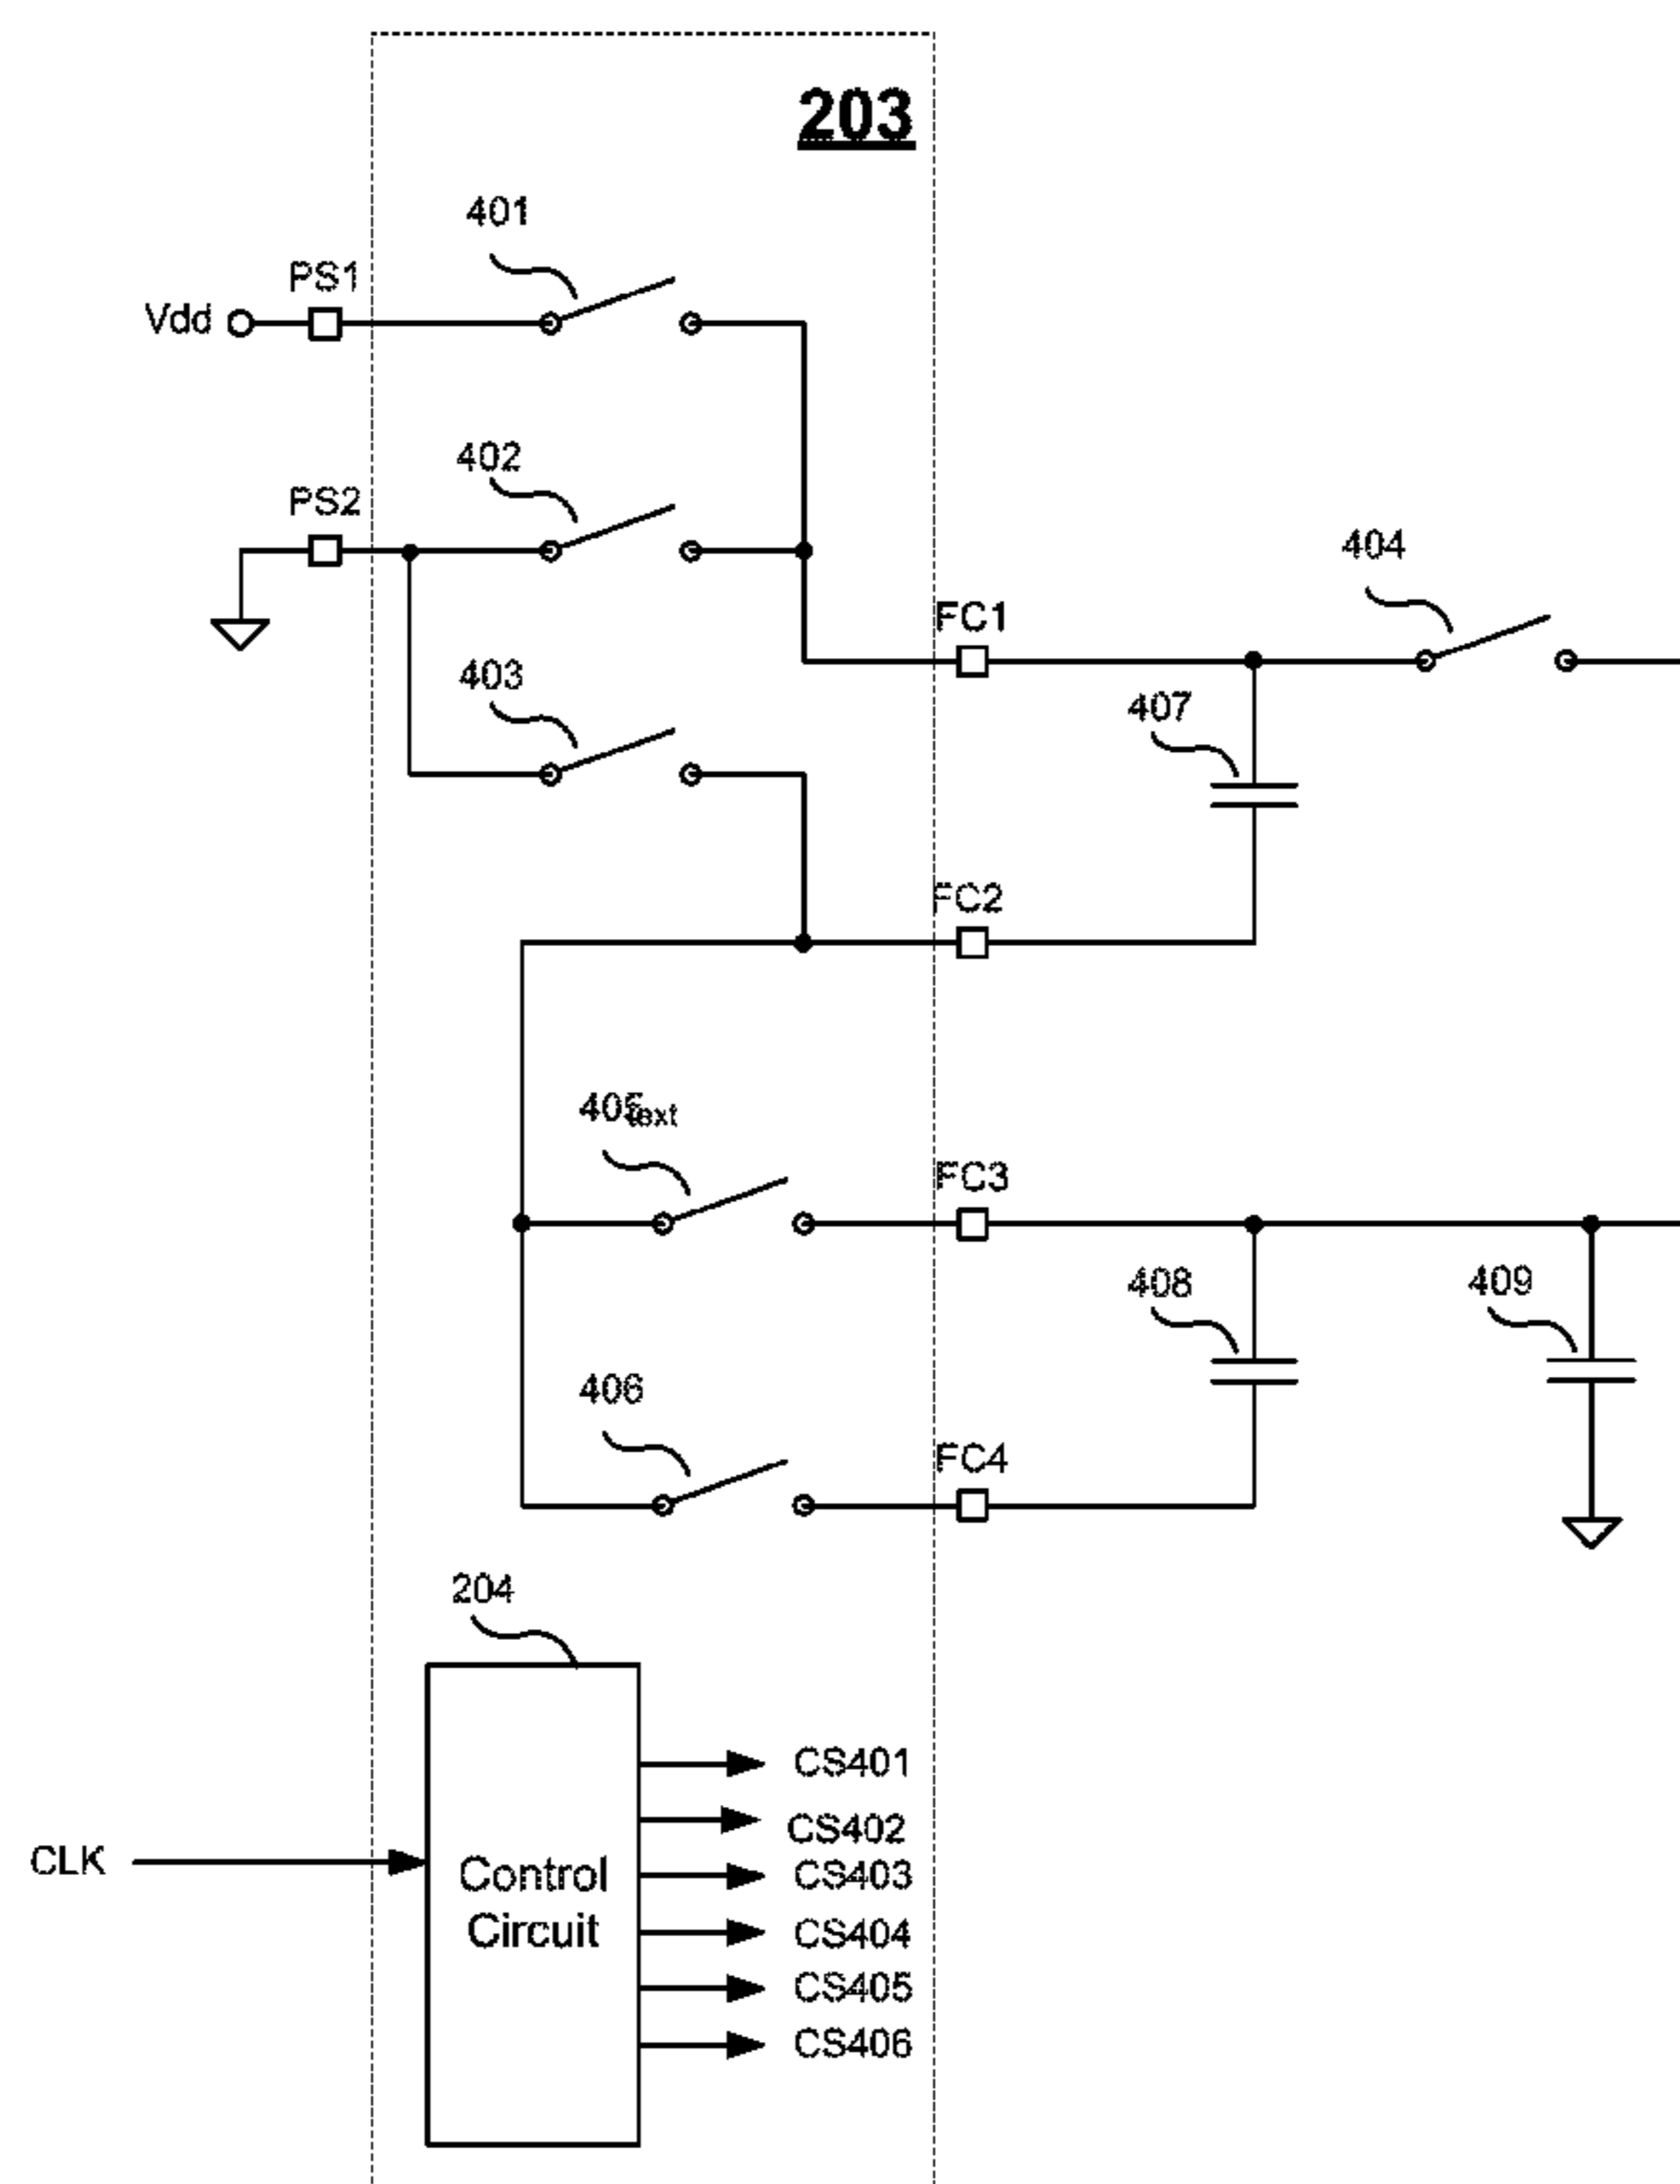 203
401
PS1
Vdd
402
PS2
404
FC1
403
407
FC2
405
text
FC3
408
409
406
FC4
204
CS401
CS402
CLK
Control
Circuit
CS403
CS404
CS405
CS406